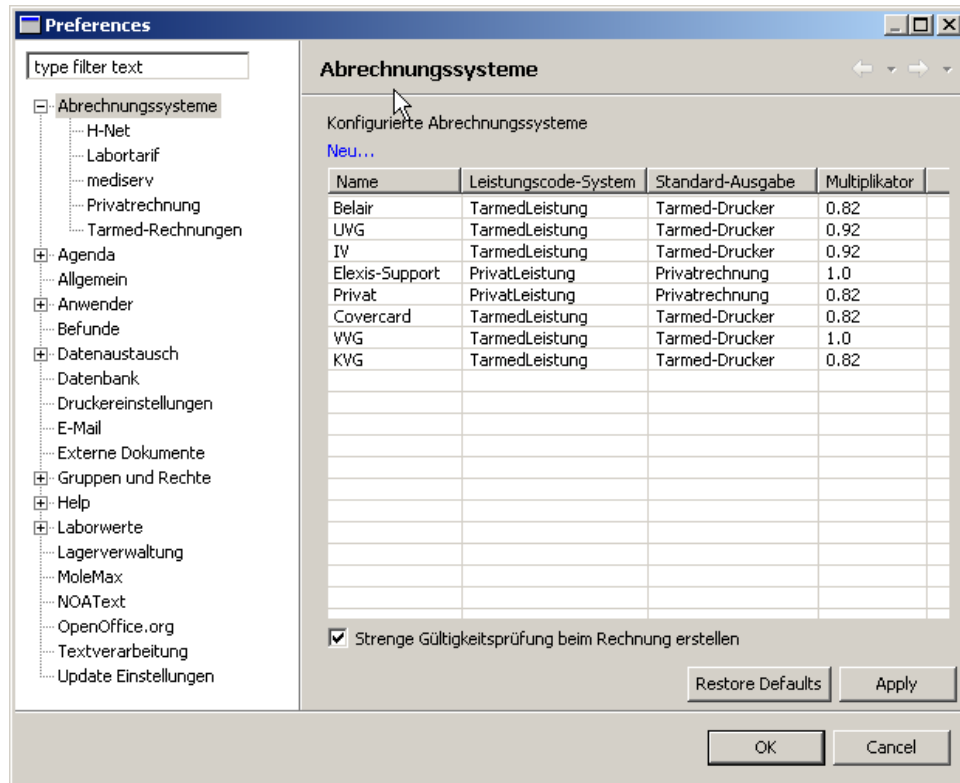 Preferences
type filter text
Abrechnungssysteme
H-Net
Labortarif
mediserv
Privatrechnung
Tarmed-Rechnungen
Agenda
Allgemein
Anwender
Befunde
Datenaustausch
Datenbank
Druckereinstellungen
E-Mail
Externe Dokumente
Gruppen und Rechte
Help
Laborwerte
Lagerverwaltung
MoleMax
NOAText
OpenOffice.org
Textverarbeitung
Update Einstellungen
Abrechnungssysteme
Konfigurierte Abrechnungssysteme
Neu...
Name Leistungscode-System Standard-Ausgabe Multiplikator
Belair TarmedLeistung Tarmed-Drucker 0.82
UVG TarmedLeistung Tarmed-Drucker 0.92
IV TarmedLeistung Tarmed-Drucker 0.92
Elexis-Support PrivatLeistung Privatrechnung 1.0
Privat PrivatLeistung Privatrechnung 0.82
Covercard TarmedLeistung Tarmed-Drucker 0.82
VVG TarmedLeistung Tarmed-Drucker 1.0
KVG TarmedLeistung Tarmed-Drucker 0.82
Strenge Gültigkeitsprüfung beim Rechnung erstellen
Restore Defaults Apply
OK Cancel